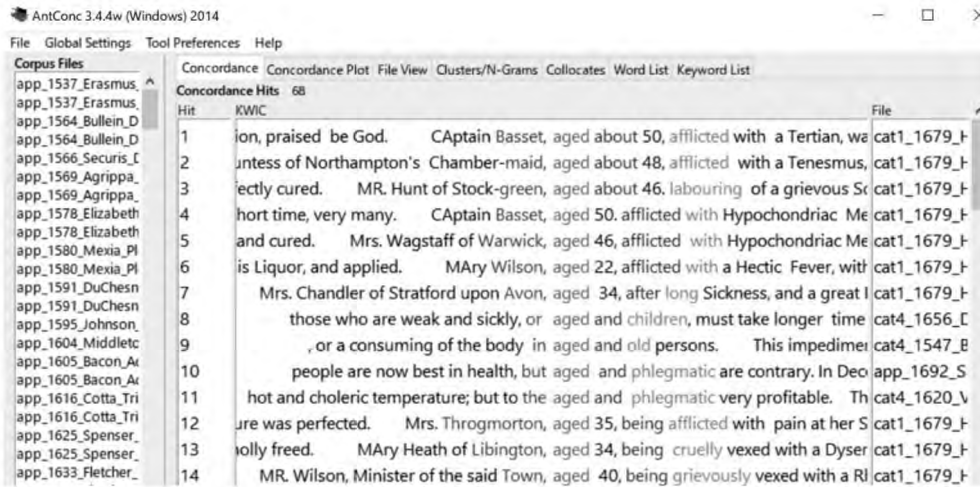 AntConc 3.4.4w (Windows) 2014
File Global Settings Tool Preferences Help
Corpus Files
app_1537_Erasmus_
app_1537_Erasmus_
app_1564_Bullein_D
app_1564_Bullein_D
app_1566_Securis_D
app_1569_Agrippa_
app_1569_Agrippa_
app_1578_Elizabeth
app_1578_Elizabeth
app_1580_Mexia_Pl
app_1580_Mexia_Pl
app_1591_DuChesn
app_1591_DuChesn
app_1595_Johnson_
app_1604_Middletc
app_1605_Bacon_Ac
app_1605_Bacon_Ac
app_1616_Cotta_Tri
app_1616_Cotta_Tri
app_1625_Spenser_
app_1625_Spenser_
app_1633_Fletcher_
Concordance Concordance Plot File View Clusters/N-Grams Collocates Word List Keyword List
Concordance Hits 68
Hit KWIC File
1 ion, praised be God. CAptain Basset, aged about 50, afflicted with a Tertian, wa cat1_1679_H
2 untess of Northampton's Chamber-maid, aged about 48, afflicted with a Tenesmus, cat1_1679_H
3 ectly cured. MR. Hunt of Stock-green, aged about 46. labouring of a grievous Sc cat1_1679_H
4 hort time, very many. CAptain Basset, aged 50. afflicted with Hypochondriac Me cat1_1679_H
5 and cured. Mrs. Wagstaff of Warwick, aged 46, afflicted with Hypochondriac Me cat1_1679_H
6 is Liquor, and applied. MAry Wilson, aged 22, afflicted with a Hectic Fever, with cat1_1679_H
7 Mrs. Chandler of Stratford upon Avon, aged 34, after long Sickness, and a great l cat1_1679_H
8 those who are weak and sickly, or aged and children, must take longer time cat4_1656_D
9 , or a consuming of the body in aged and old persons. This impedimer cat4_1547_B
10 people are now best in health, but aged and phlegmatic are contrary. In Dec app_1692_S
11 hot and choleric temperature; but to the aged and phlegmatic very profitable. Th cat4_1620_V
12 ure was perfected. Mrs. Throgmorton, aged 35, being afflicted with pain at her S cat1_1679_H
13 olly freed. MAry Heath of Libington, aged 34, being cruelly vexed with a Dyser cat1_1679_H
14 MR. Wilson, Minister of the said Town, aged 40, being grievously vexed with a Rl cat1_1679_H